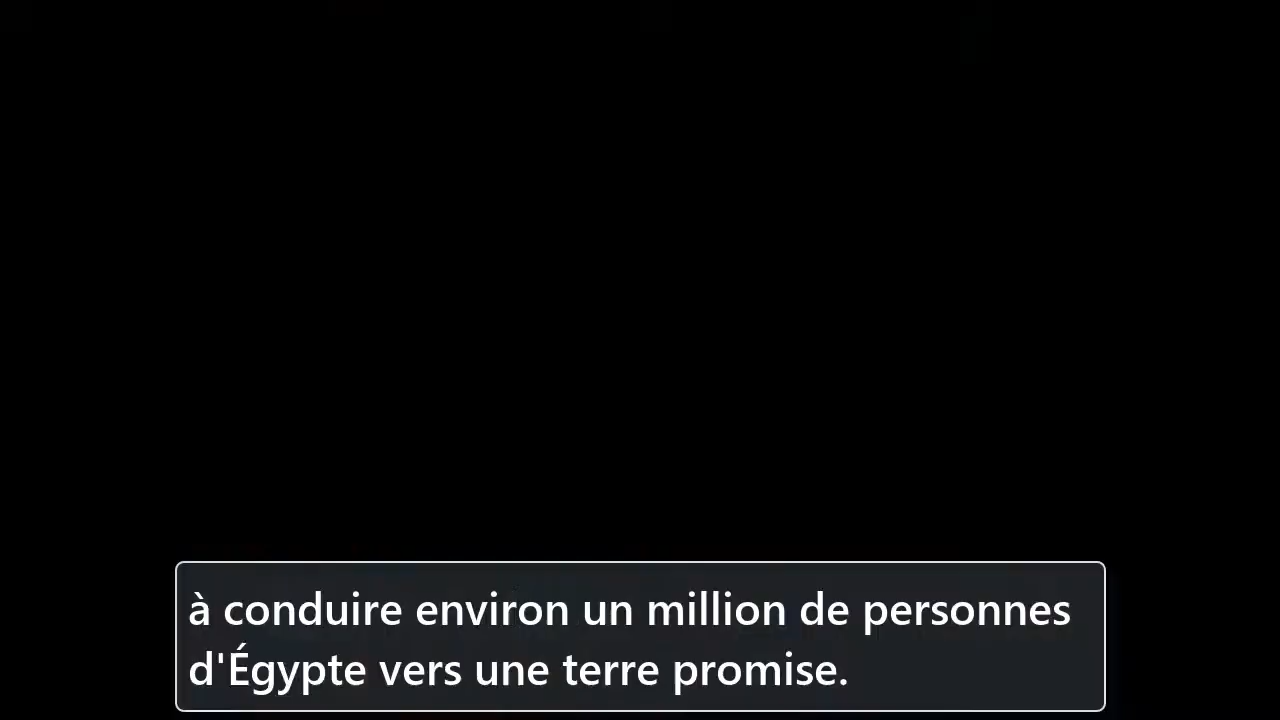 à conduire environ un million de personnes
d'Égypte vers une terre promise.